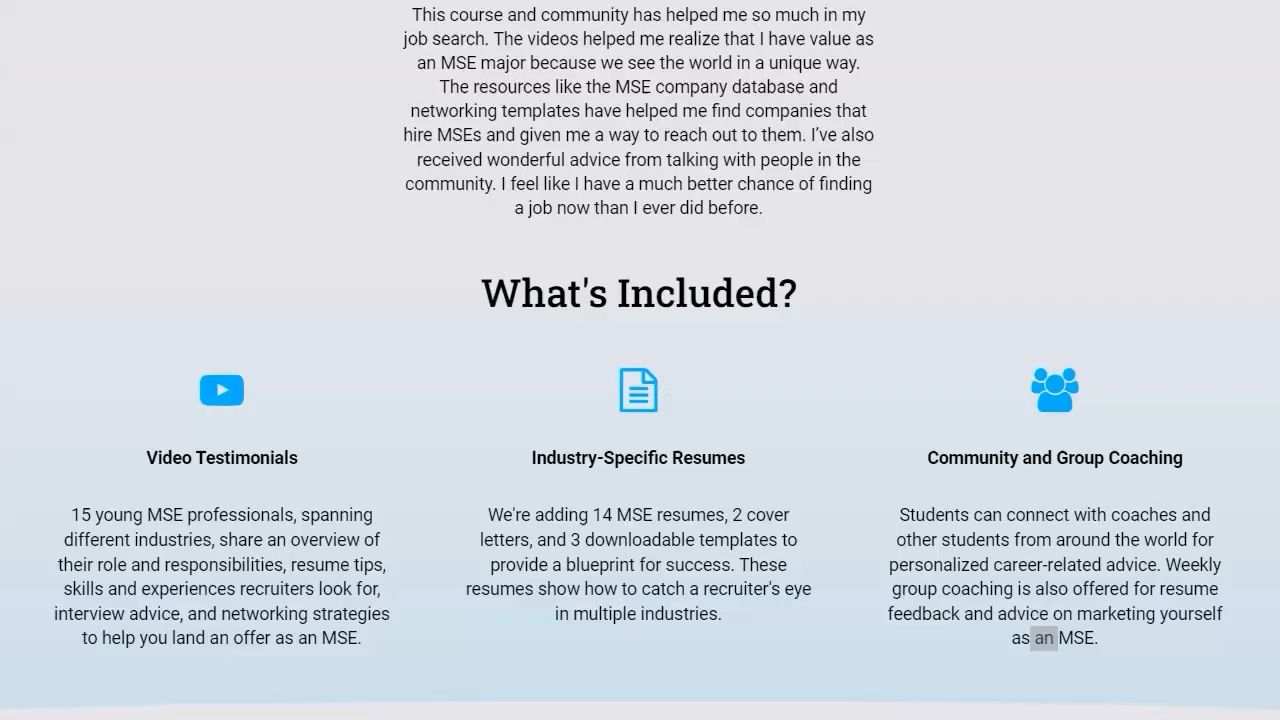 This course and community has helped me so much in my
job search. The videos helped me realize that I have value as
an MSE major because we see the world in a unique way.
The resources like the MSE company database and
networking templates have helped me find companies that
hire MSEs and given me a way to reach out to them. I've also
received wonderful advice from talking with people in the
community. I feel like I have a much better chance of finding
a job now than I ever did before.
What's Included?
Video Testimonials
15 young MSE professionals, spanning
different industries, share an overview of
their role and responsibilities, resume tips,
skills and experiences recruiters look for,
interview advice, and networking strategies
to help you land an offer as an MSE.
Industry-Specific Resumes
We're adding 14 MSE resumes, 2 cover
letters, and 3 downloadable templates to
provide a blueprint for success. These
resumes show how to catch a recruiter's eye
in multiple industries.
Community and Group Coaching
Students can connect with coaches and
other students from around the world for
personalized career-related advice. Weekly
group coaching is also offered for resume
feedback and advice on marketing yourself
as an MSE.